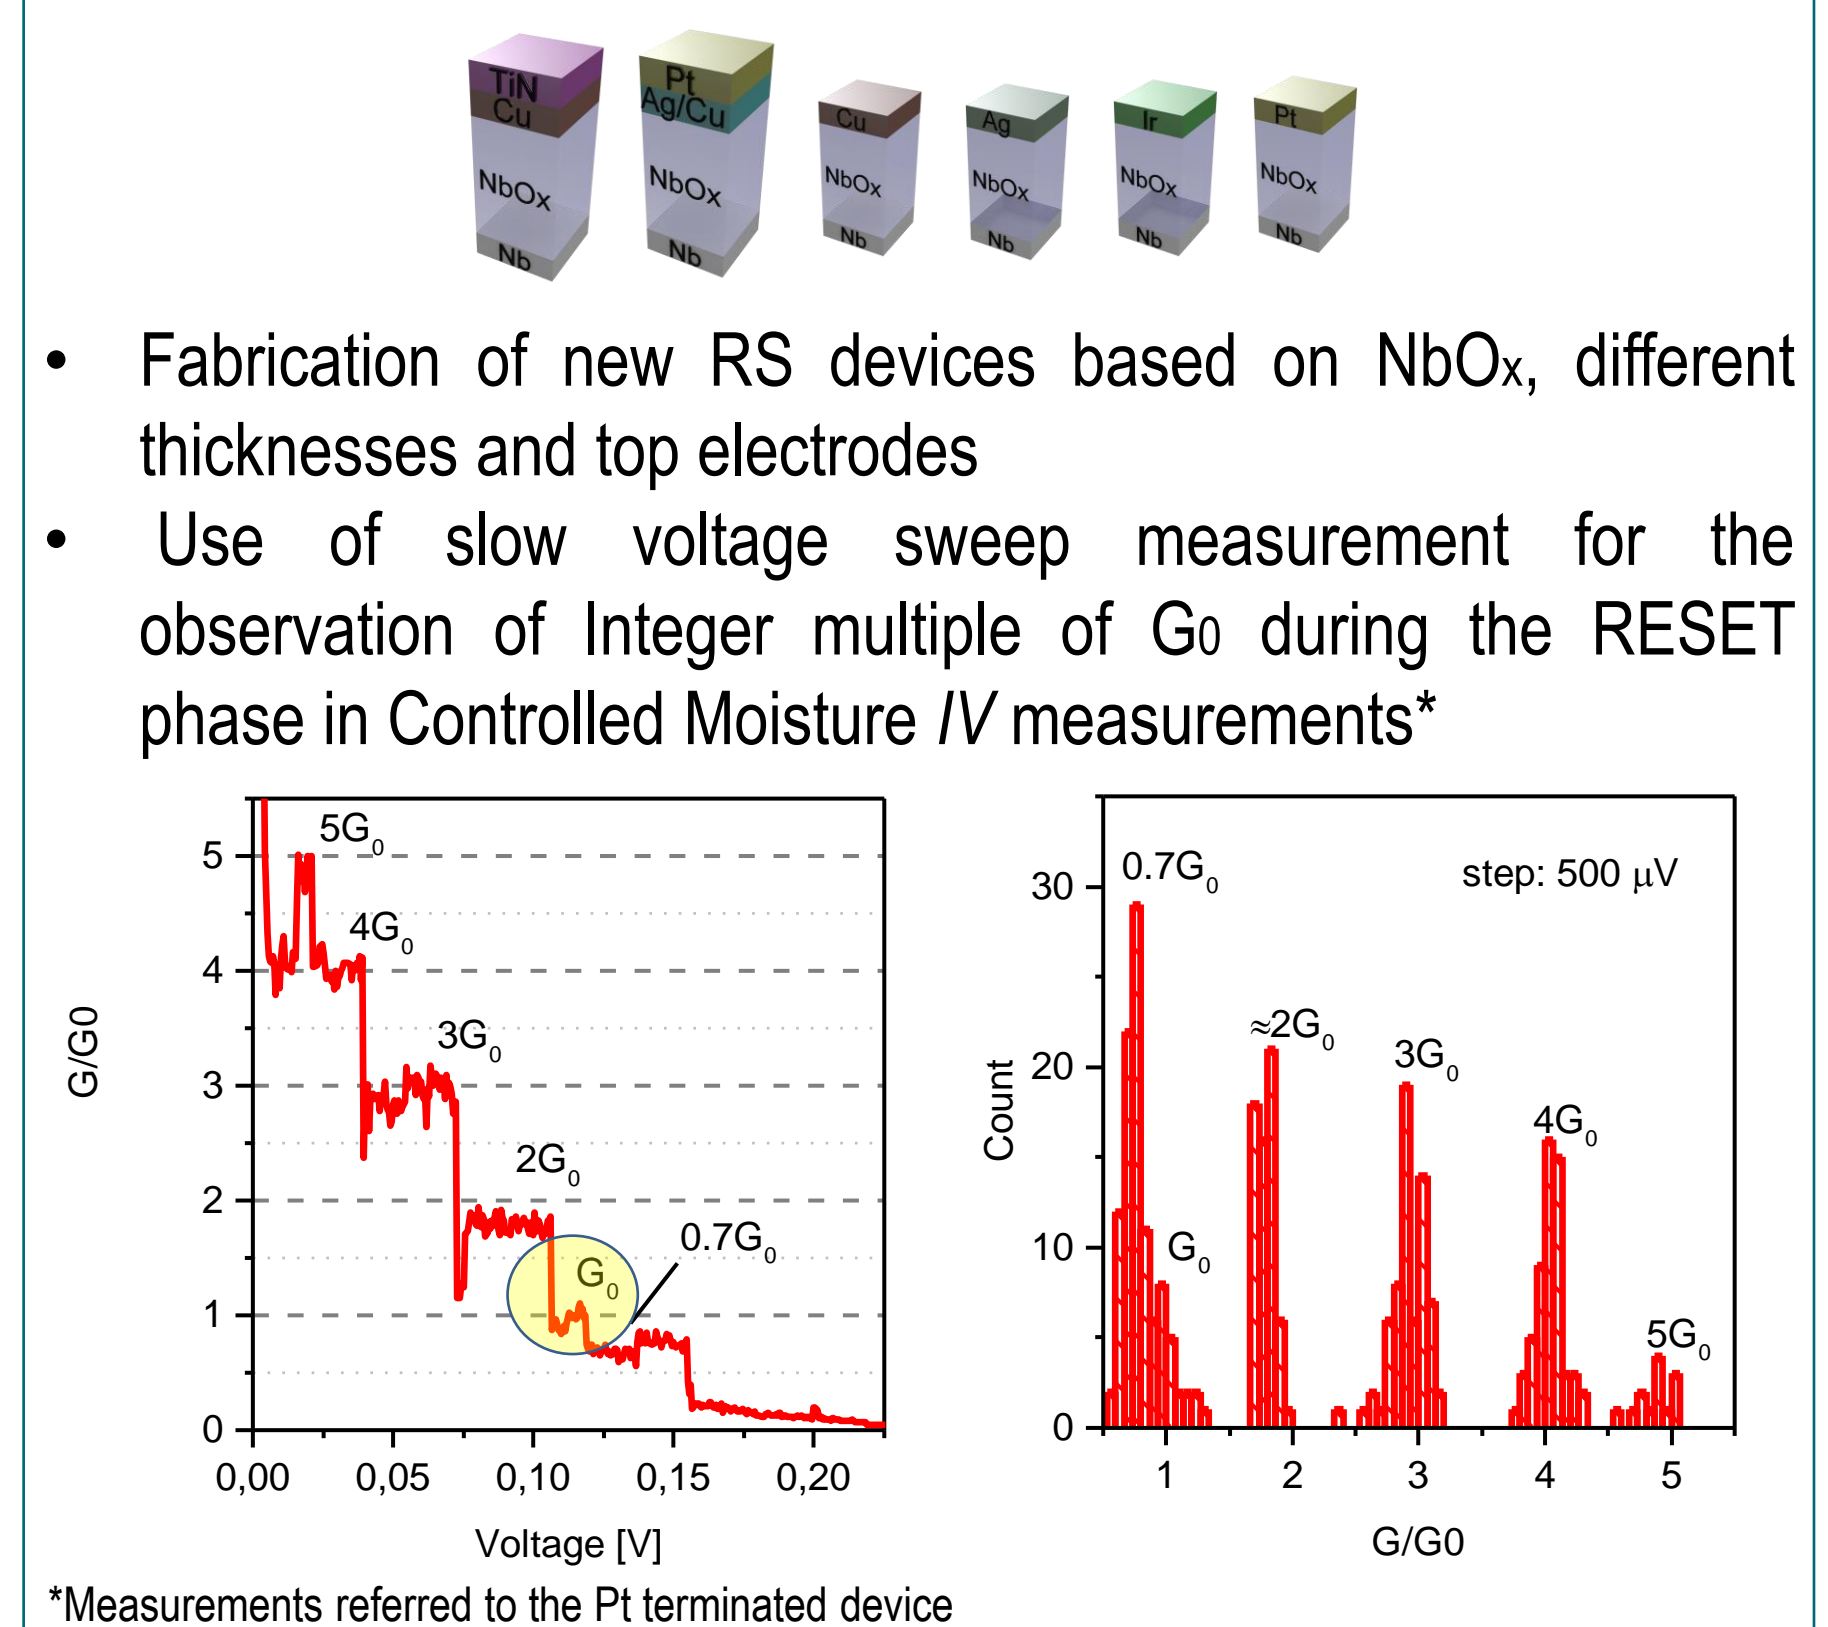 TiN
Cu
NbOx
Nb
Pt
Ag/Cu
NbOx
Nb
Cu
NbOx
Nb
Ag
NbOx
Nb
Ir
NbOx
Nb
Pt
NbOx
Nb
• Fabrication of new RS devices based on NbOx, different
thicknesses and top electrodes
• Use of slow voltage sweep measurement for the
observation of Integer multiple of G0 during the RESET
phase in Controlled Moisture IV measurements*
G/G0
5
4
3
2
1
0
5G0
4G0
3G0
2G0
G0
0.7G0
0,00 0,05 0,10 0,15 0,20
Voltage [V]
Count
30
20
10
0
0.7G0
step: 500 μV
G0
≈2G0
3G0
4G0
5G0
1 2 3 4 5
G/G0
*Measurements referred to the Pt terminated device